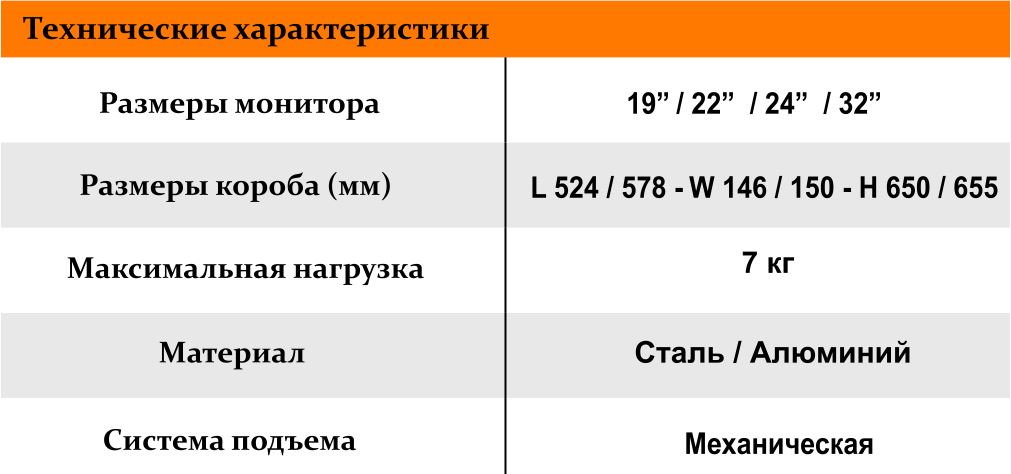 Технические характеристики
Размеры монитора 19” / 22” / 24” / 32”
Размеры короба (мм) L 524 / 578 - W 146 / 150 - H 650 / 655
Максимальная нагрузка 7 кг
Материал Сталь / Алюминий
Система подъема Механическая